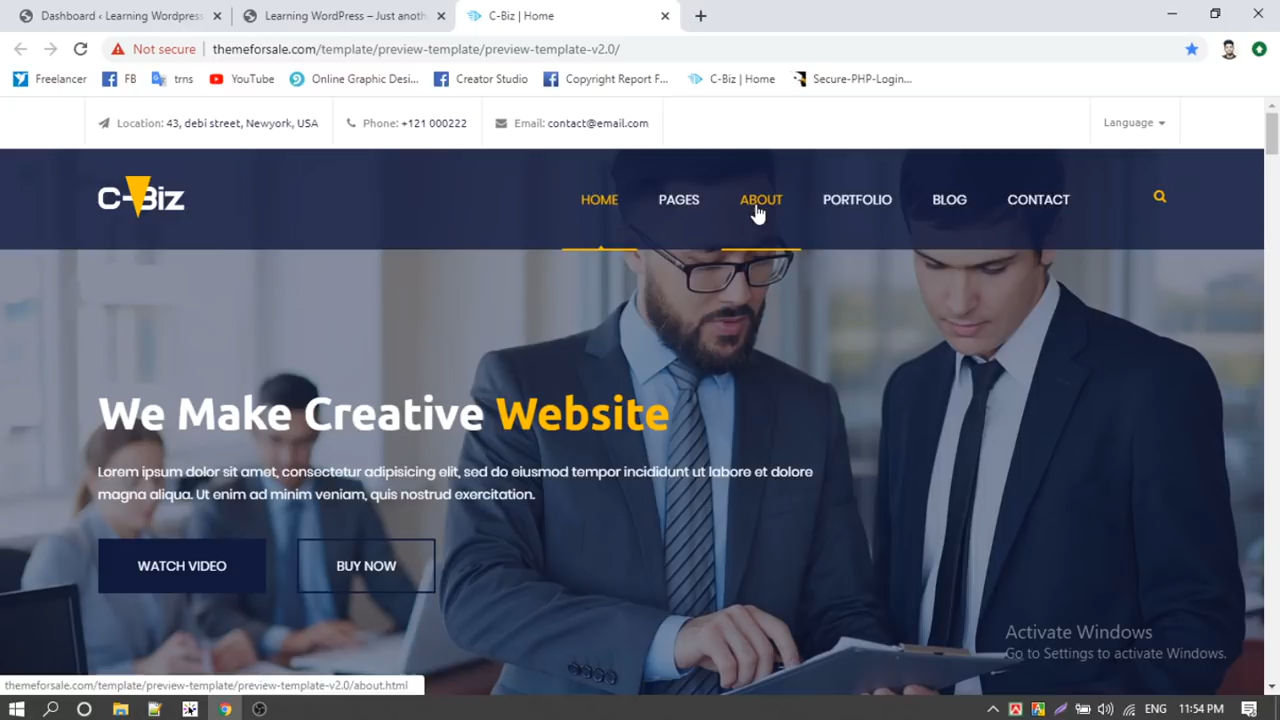 Dashboard ‹ Learning Wordpress
Learning WordPress – Just anoth
C-Biz | Home
Not secure
themeforsale.com/template/preview-template/preview-template-v2.0/
Freelancer
FB
trns
YouTube
Online Graphic Desi...
Creator Studio
Copyright Report F...
C-Biz | Home
Secure-PHP-Login...
Location: 43, debi street, Newyork, USA
Phone: +121 000222
Email: contact@email.com
Language
C-Biz
HOME
PAGES
ABOUT
PORTFOLIO
BLOG
CONTACT
We Make Creative Website
Lorem ipsum dolor sit amet, consectetur adipisicing elit, sed do eiusmod tempor incididunt ut labore et dolore
magna aliqua. Ut enim ad minim veniam, quis nostrud exercitation.
WATCH VIDEO
BUY NOW
Activate Windows
Go to Settings to activate Windows.
themeforsale.com/template/preview-template/preview-template-v2.0/about.html
ENG
11:54 PM